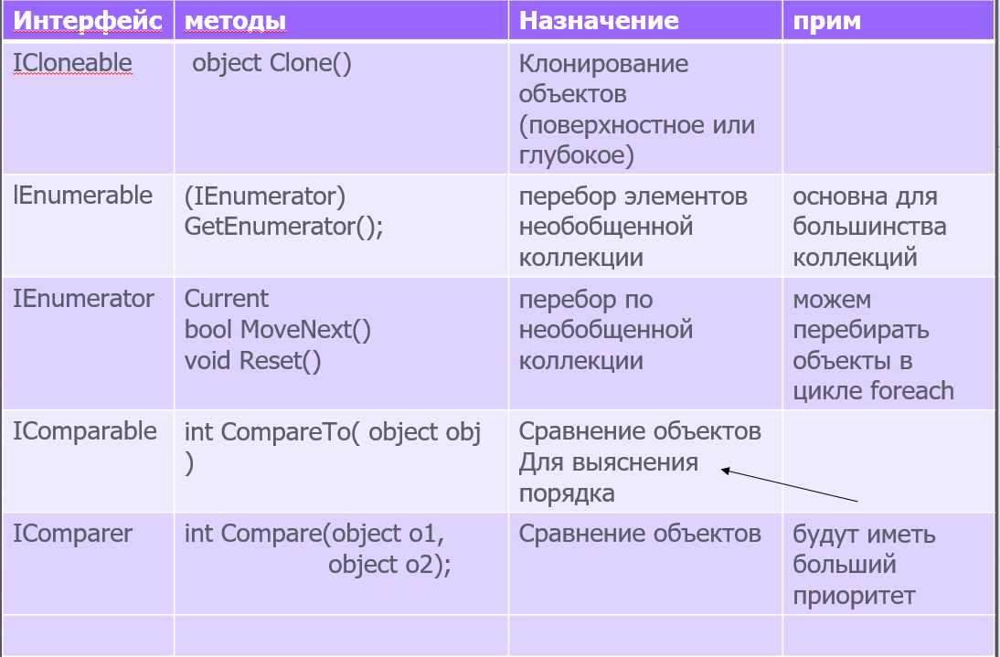 Интерфейс методы Назначение прим
ICloneable object Clone() Клонирование
объектов
(поверхностное или
глубокое)
lEnumerable (IEnumerator) перебор элементов основна для
GetEnumerator(); необобщенной большинства
коллекции коллекций
IEnumerator Current перебор по можем
bool MoveNext() необобщенной перебирать
void Reset() коллекции объекты в
цикле foreach
IComparable int CompareTo( object obj Сравнение объектов
) Для выяснения
порядка
IComparer int Compare(object o1, Сравнение объектов будут иметь
object o2); больший
приоритет